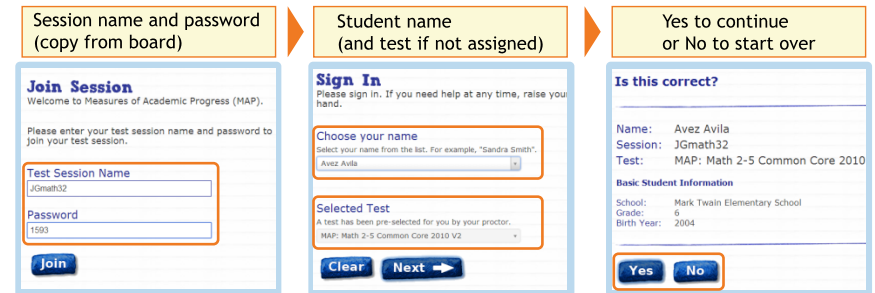 Session name and password
(copy from board)
Student name
(and test if not assigned)
Yes to continue
or No to start over
Join Session
Welcome to Measures of Academic Progress (MAP).
Please enter your test session name and password to
join your test session.
Test Session Name
JGmath32
Password
1593
Join
Sign In
Please sign in. If you need help at any time, raise your
hand.
Choose your name
Select your name from the list. For example, "Sandra Smith".
Avez Avila
Selected Test
A test has been pre-selected for you by your proctor.
MAP: Math 2-5 Common Core 2010 V2
Clear
Next
Is this correct?
Name: Avez Avila
Session: JGmath32
Test: MAP: Math 2-5 Common Core 2010
Basic Student Information
School: Mark Twain Elementary School
Grade: 6
Birth Year: 2004
Yes
No